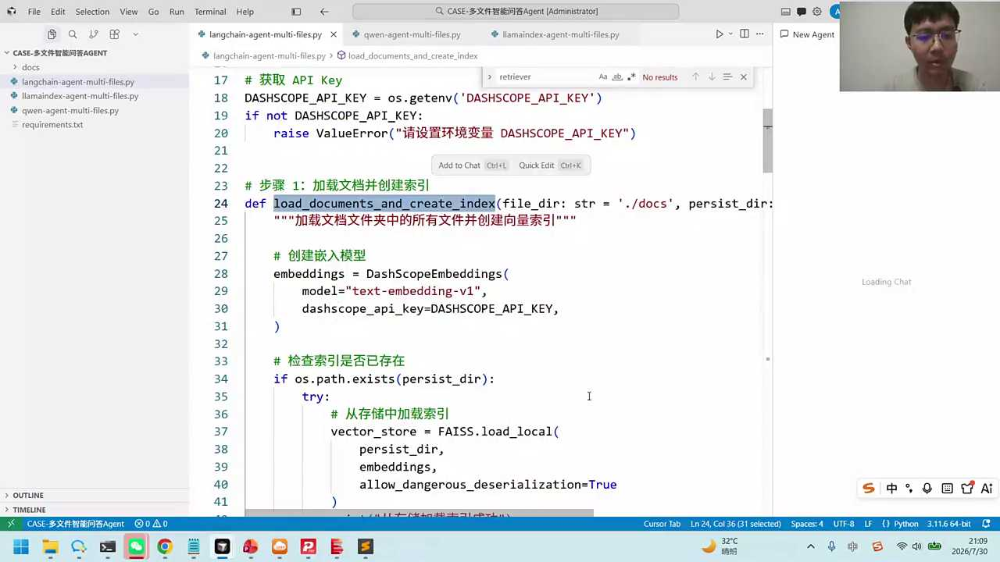 File Edit Selection View Go Run Terminal Help
CASE-多文件智能问答Agent [Administrator]
langchain-agent-multi-files.py
qwen-agent-multi-files.py
llamaindex-agent-multi-files.py
New Agent
CASE-多文件智能问答AGENT
docs
langchain-agent-multi-files.py
llamaindex-agent-multi-files.py
qwen-agent-multi-files.py
requirements.txt
OUTLINE
TIMELINE
langchain-agent-multi-files.py > load_documents_and_create_index
retriever
Aa ab .* No results
17 # 获取 API Key
18 DASHSCOPE_API_KEY = os.getenv('DASHSCOPE_API_KEY')
19 if not DASHSCOPE_API_KEY:
20 raise ValueError("请设置环境变量 DASHSCOPE_API_KEY")
21
22
Add to Chat Ctrl+L Quick Edit Ctrl+K
23 # 步骤 1：加载文档并创建索引
24 def load_documents_and_create_index(file_dir: str = './docs', persist_dir:
25 """加载文档文件夹中的所有文件并创建向量索引"""
26
27 # 创建嵌入模型
28 embeddings = DashScopeEmbeddings(
29 model="text-embedding-v1",
30 dashscope_api_key=DASHSCOPE_API_KEY,
31 )
32
33 # 检查索引是否已存在
34 if os.path.exists(persist_dir):
35 try:
36 # 从存储中加载索引
37 vector_store = FAISS.load_local(
38 persist_dir,
39 embeddings,
40 allow_dangerous_deserialization=True
41 )
Loading Chat
中
CASE-多文件智能问答Agent 0 0
Cursor Tab Ln 24, Col 36 (31 selected) Spaces: 4 UTF-8 LF {} Python 3.11.6 64-bit
32°C
晴朗
中
21:09
2026/7/30